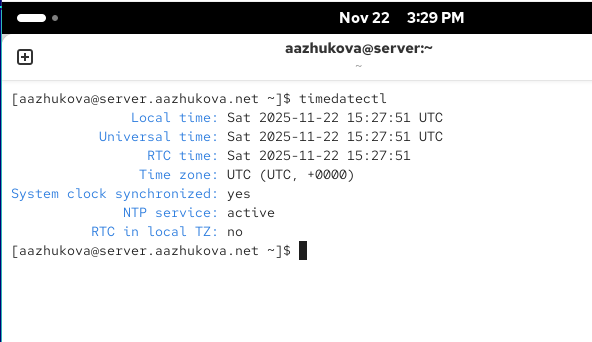 Nov 22 3:29 PM
aazhukova@server:~
~
[aazhukova@server.aazhukova.net ~]$ timedatectl
Local time: Sat 2025-11-22 15:27:51 UTC
Universal time: Sat 2025-11-22 15:27:51 UTC
RTC time: Sat 2025-11-22 15:27:51
Time zone: UTC (UTC, +0000)
System clock synchronized: yes
NTP service: active
RTC in local TZ: no
[aazhukova@server.aazhukova.net ~]$